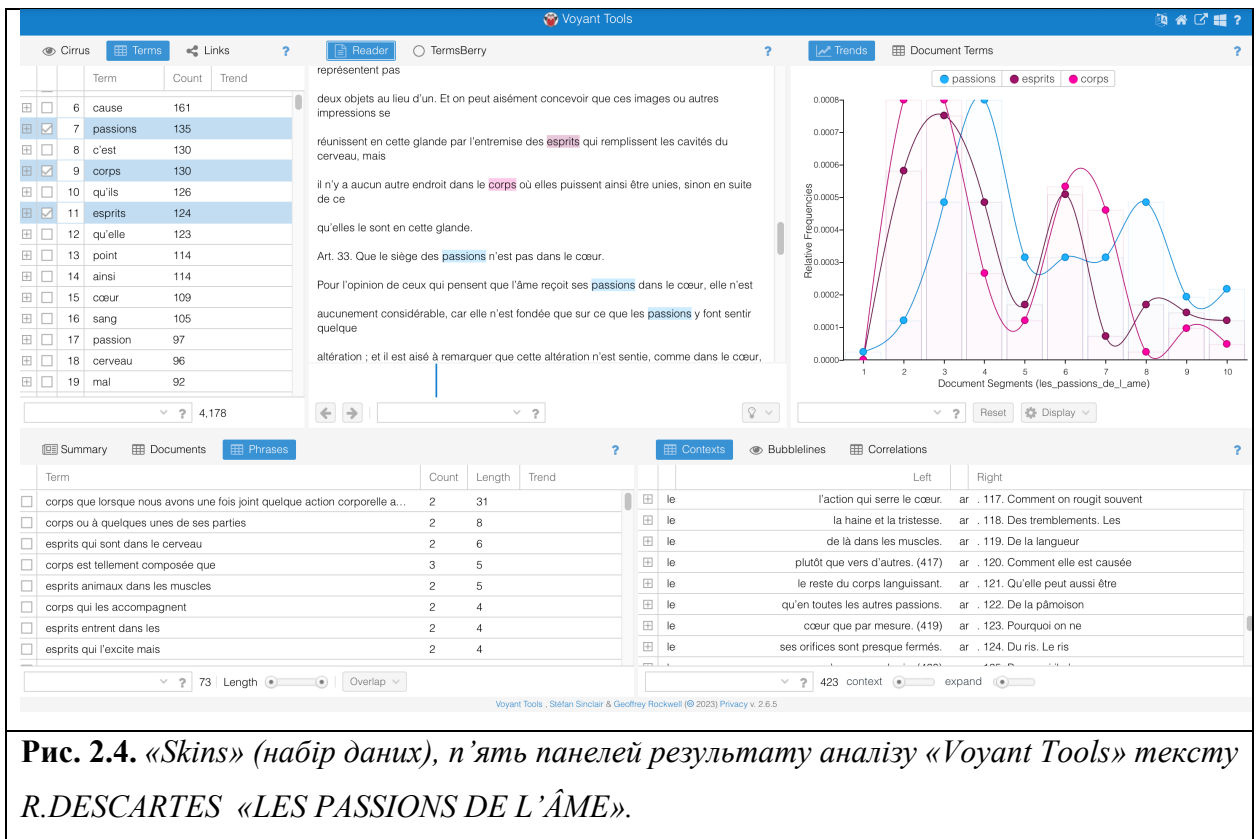 Voyant Tools
Cirrus Terms Links ?
Term Count Trend
6 cause 161
7 passions 135
8 c'est 130
9 corps 130
10 qu'ils 126
11 esprits 124
12 qu'elle 123
13 point 114
14 ainsi 114
15 cœur 109
16 sang 105
17 passion 97
18 cerveau 96
19 mal 92
? 4,178
Reader TermsBerry ?
représentent pas
deux objets au lieu d'un. Et on peut aisément concevoir que ces images ou autres
impressions se
réunissent en cette glande par l'entremise des esprits qui remplissent les cavités du
cerveau, mais
il n'y a aucun autre endroit dans le corps où elles puissent ainsi être unies, sinon en suite
de ce
qu'elles le sont en cette glande.
Art. 33. Que le siège des passions n'est pas dans le cœur.
Pour l'opinion de ceux qui pensent que l'âme reçoit ses passions dans le cœur, elle n'est
aucunement considérable, car elle n'est fondée que sur ce que les passions y font sentir
quelque
altération ; et il est aisé à remarquer que cette altération n'est sentie, comme dans le cœur,
?
Trends Document Terms ?
passions esprits corps
0.0008
0.0007
0.0006
0.0005
0.0004
0.0003
0.0002
0.0001
0.0000
Relative Frequencies
1 2 3 4 5 6 7 8 9 10
Document Segments (les_passions_de_l_ame)
? Reset Display
Summary Documents Phrases ?
Term Count Length Trend
corps que lorsque nous avons une fois joint quelque action corporelle a... 2 31
corps ou à quelques unes de ses parties 2 8
esprits qui sont dans le cerveau 2 6
corps est tellement composée que 3 5
esprits animaux dans les muscles 2 5
corps qui les accompagnent 2 4
esprits entrent dans les 2 4
esprits qui l'excite mais 2 4
? 73 Length Overlap
Contexts Bubblelines Correlations ?
Left Right
le l'action qui serre le cœur. ar . 117. Comment on rougit souvent
le la haine et la tristesse. ar . 118. Des tremblements. Les
le de là dans les muscles. ar . 119. De la langueur
le plutôt que vers d'autres. (417) ar . 120. Comment elle est causée
le le reste du corps languissant. ar . 121. Qu'elle peut aussi être
le qu'en toutes les autres passions. ar . 122. De la pâmoison
le cœur que par mesure. (419) ar . 123. Pourquoi on ne
le ses orifices sont presque fermés. ar . 124. Du ris. Le ris
? 423 context expand
Voyant Tools , Stéfan Sinclair & Geoffrey Rockwell (© 2023) Privacy v. 2.6.5
Рис. 2.4. «Skins» (набір даних), п'ять панелей результату аналізу «Voyant Tools» тексту
R.DESCARTES «LES PASSIONS DE L'ÂME».